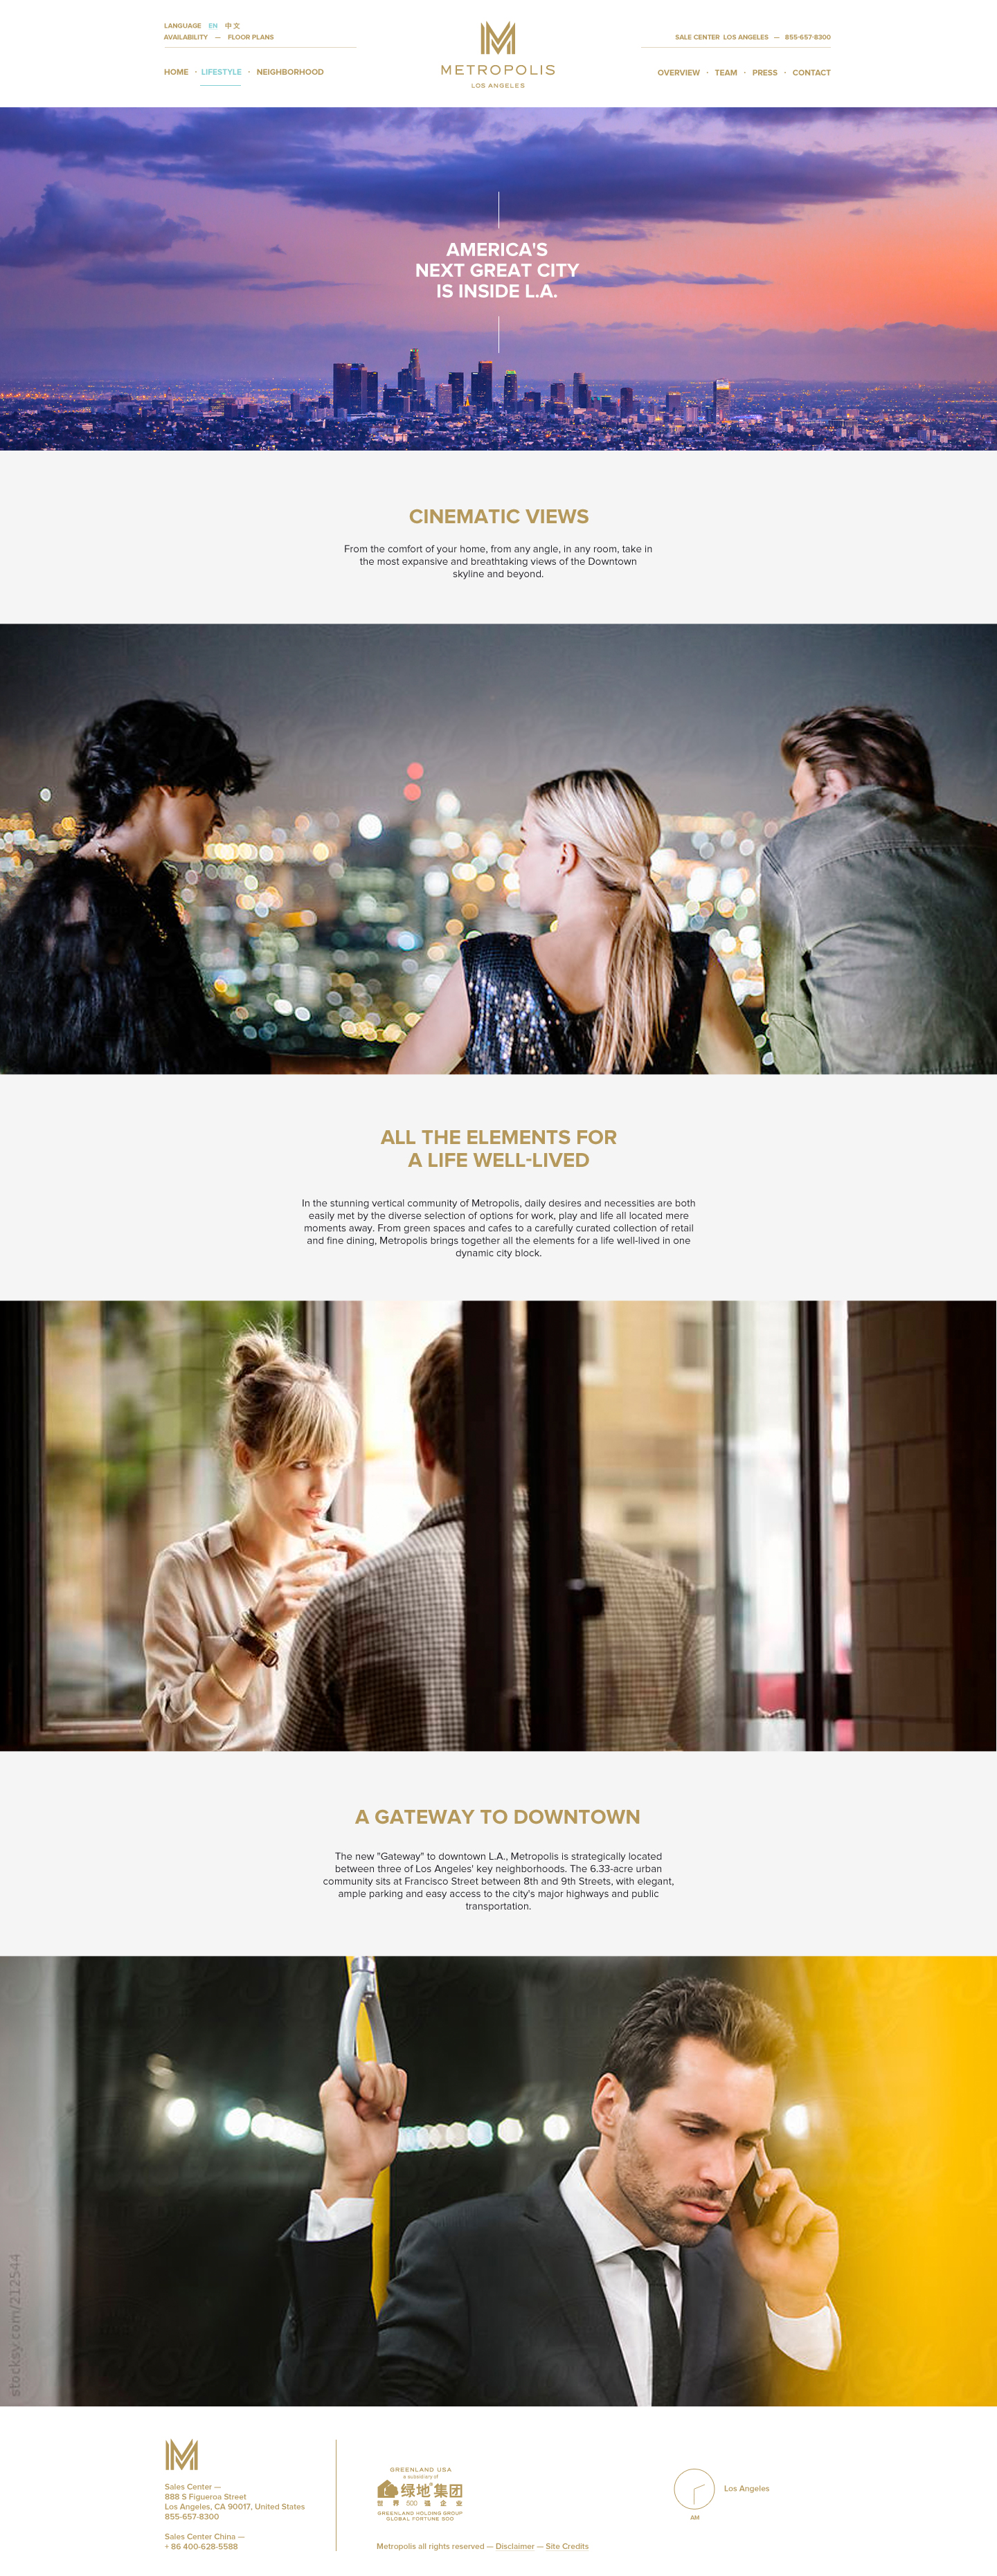 LANGUAGE EN 中文
AVAILABILITY — FLOOR PLANS
HOME · LIFESTYLE · NEIGHBORHOOD
METROPOLIS
LOS ANGELES
SALE CENTER LOS ANGELES — 855-657-8300
OVERVIEW · TEAM · PRESS · CONTACT
AMERICA'S
NEXT GREAT CITY
IS INSIDE L.A.
CINEMATIC VIEWS
From the comfort of your home, from any angle, in any room, take in
the most expansive and breathtaking views of the Downtown
skyline and beyond.
ALL THE ELEMENTS FOR
A LIFE WELL-LIVED
In the stunning vertical community of Metropolis, daily desires and necessities are both
easily met by the diverse selection of options for work, play and life all located mere
moments away. From green spaces and cafes to a carefully curated collection of retail
and fine dining, Metropolis brings together all the elements for a life well-lived in one
dynamic city block.
A GATEWAY TO DOWNTOWN
The new "Gateway" to downtown L.A., Metropolis is strategically located
between three of Los Angeles' key neighborhoods. The 6.33-acre urban
community sits at Francisco Street between 8th and 9th Streets, with elegant,
ample parking and easy access to the city's major highways and public
transportation.
stocksy.com/212544
M
Sales Center —
888 S Figueroa Street
Los Angeles, CA 90017, United States
855-657-8300
Sales Center China —
+ 86 400-628-5588
GREENLAND USA
a subsidiary of
绿地®集团
世界500强企业
GREENLAND HOLDING GROUP
GLOBAL FORTUNE 500
Metropolis all rights reserved — Disclaimer — Site Credits
Los Angeles
AM